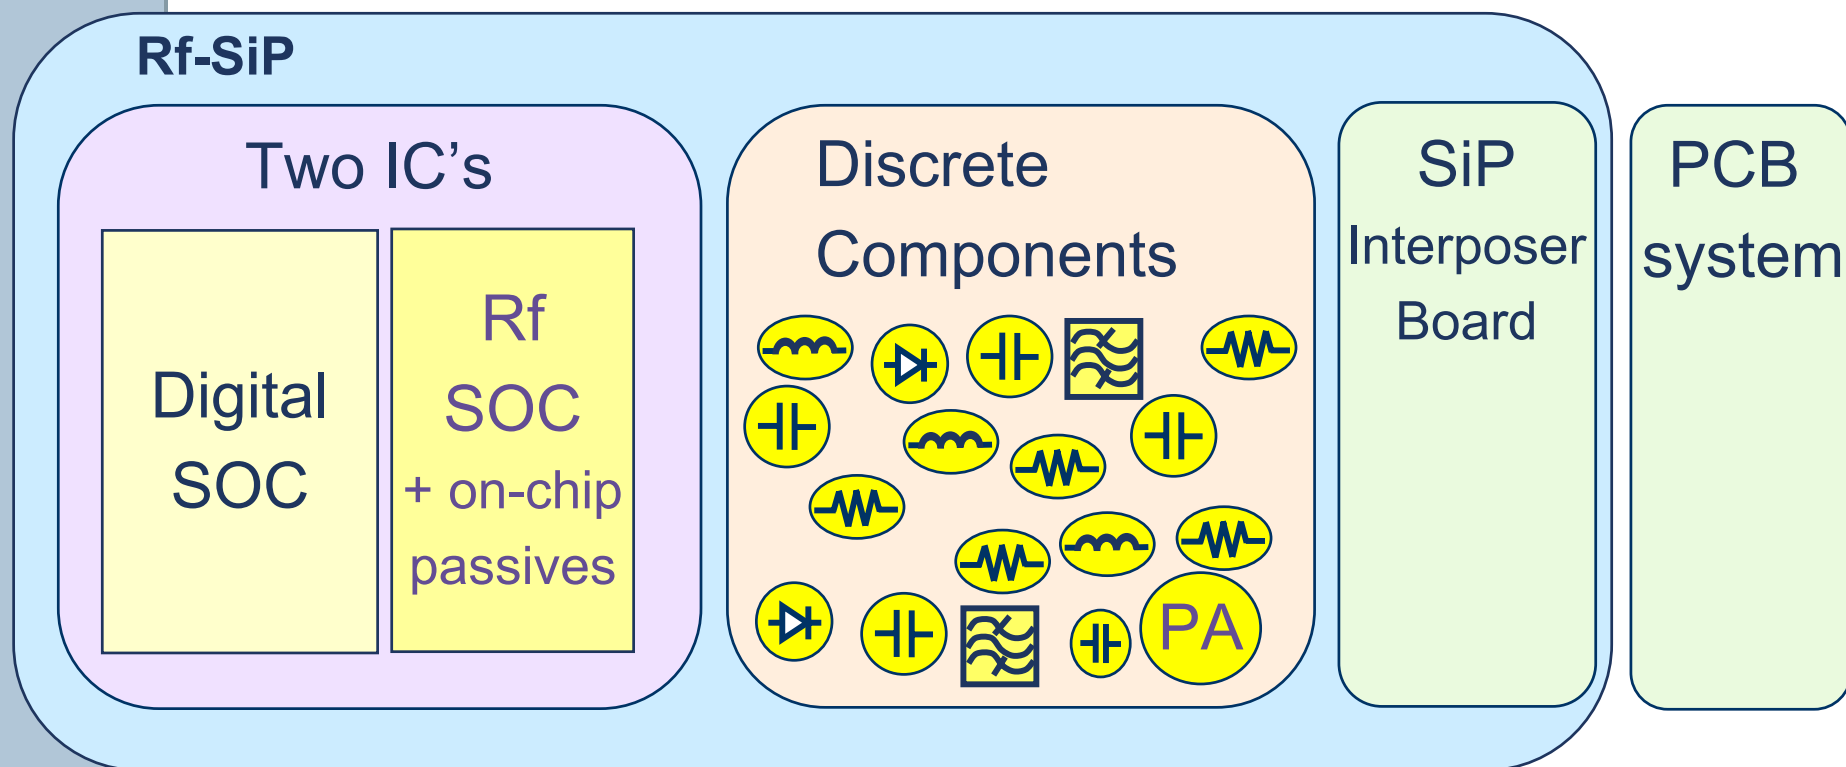 Rf-SiP
Two IC’s
Digital
SOC
Rf
SOC
+ on-chip
passives
Discrete
Components
PA
SiP
Interposer
Board
PCB
system